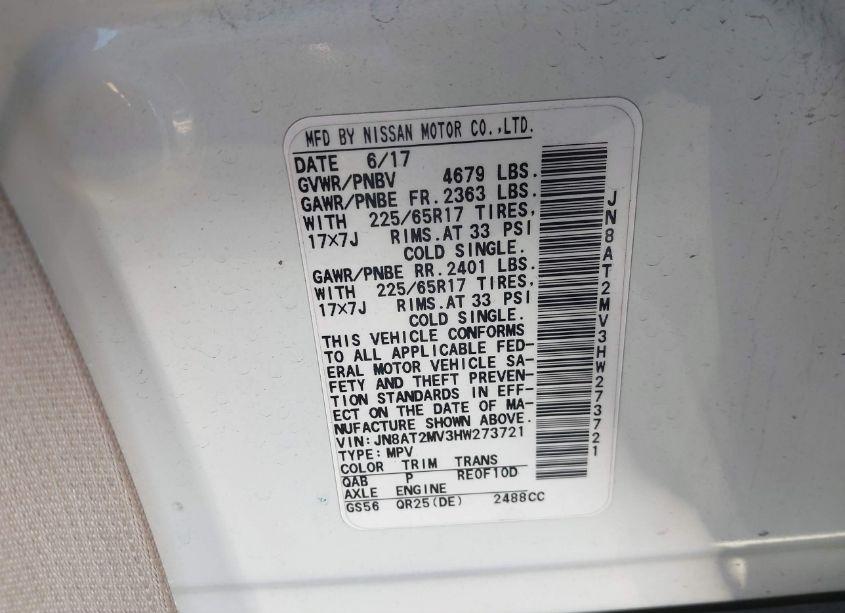 MFD BY NISSAN MOTOR CO.,LTD.
DATE 6/17
GVWR/PNBV 4679 LBS.
GAWR/PNBE FR. 2363 LBS.
WITH 225/65R17 TIRES,
17×7J RIMS.AT 33 PSI
COLD SINGLE.
GAWR/PNBE RR. 2401 LBS.
WITH 225/65R17 TIRES,
17×7J RIMS.AT 33 PSI
COLD SINGLE.
THIS VEHICLE CONFORMS
TO ALL APPLICABLE FED-
ERAL MOTOR VEHICLE SA-
FETY AND THEFT PREVEN-
TION STANDARDS IN EFF-
ECT ON THE DATE OF MA-
NUFACTURE SHOWN ABOVE.
VIN:JN8AT2MV3HW273721
TYPE:MPV
COLOR TRIM TRANS
QAB P RE0F10D
AXLE ENGINE
GS56 QR25(DE) 2488CC
JN8AT2MV3HW273721